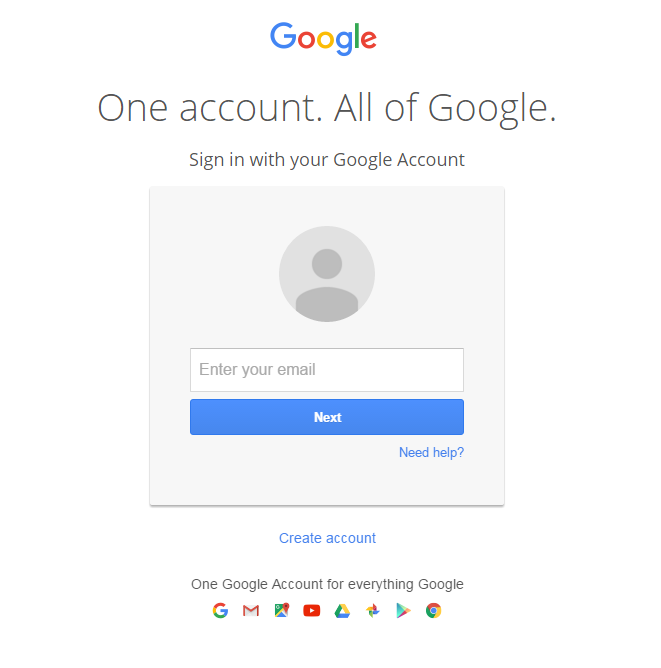 Google
One account. All of Google.
Sign in with your Google Account
Enter your email
Next
Need help?
Create account
One Google Account for everything Google